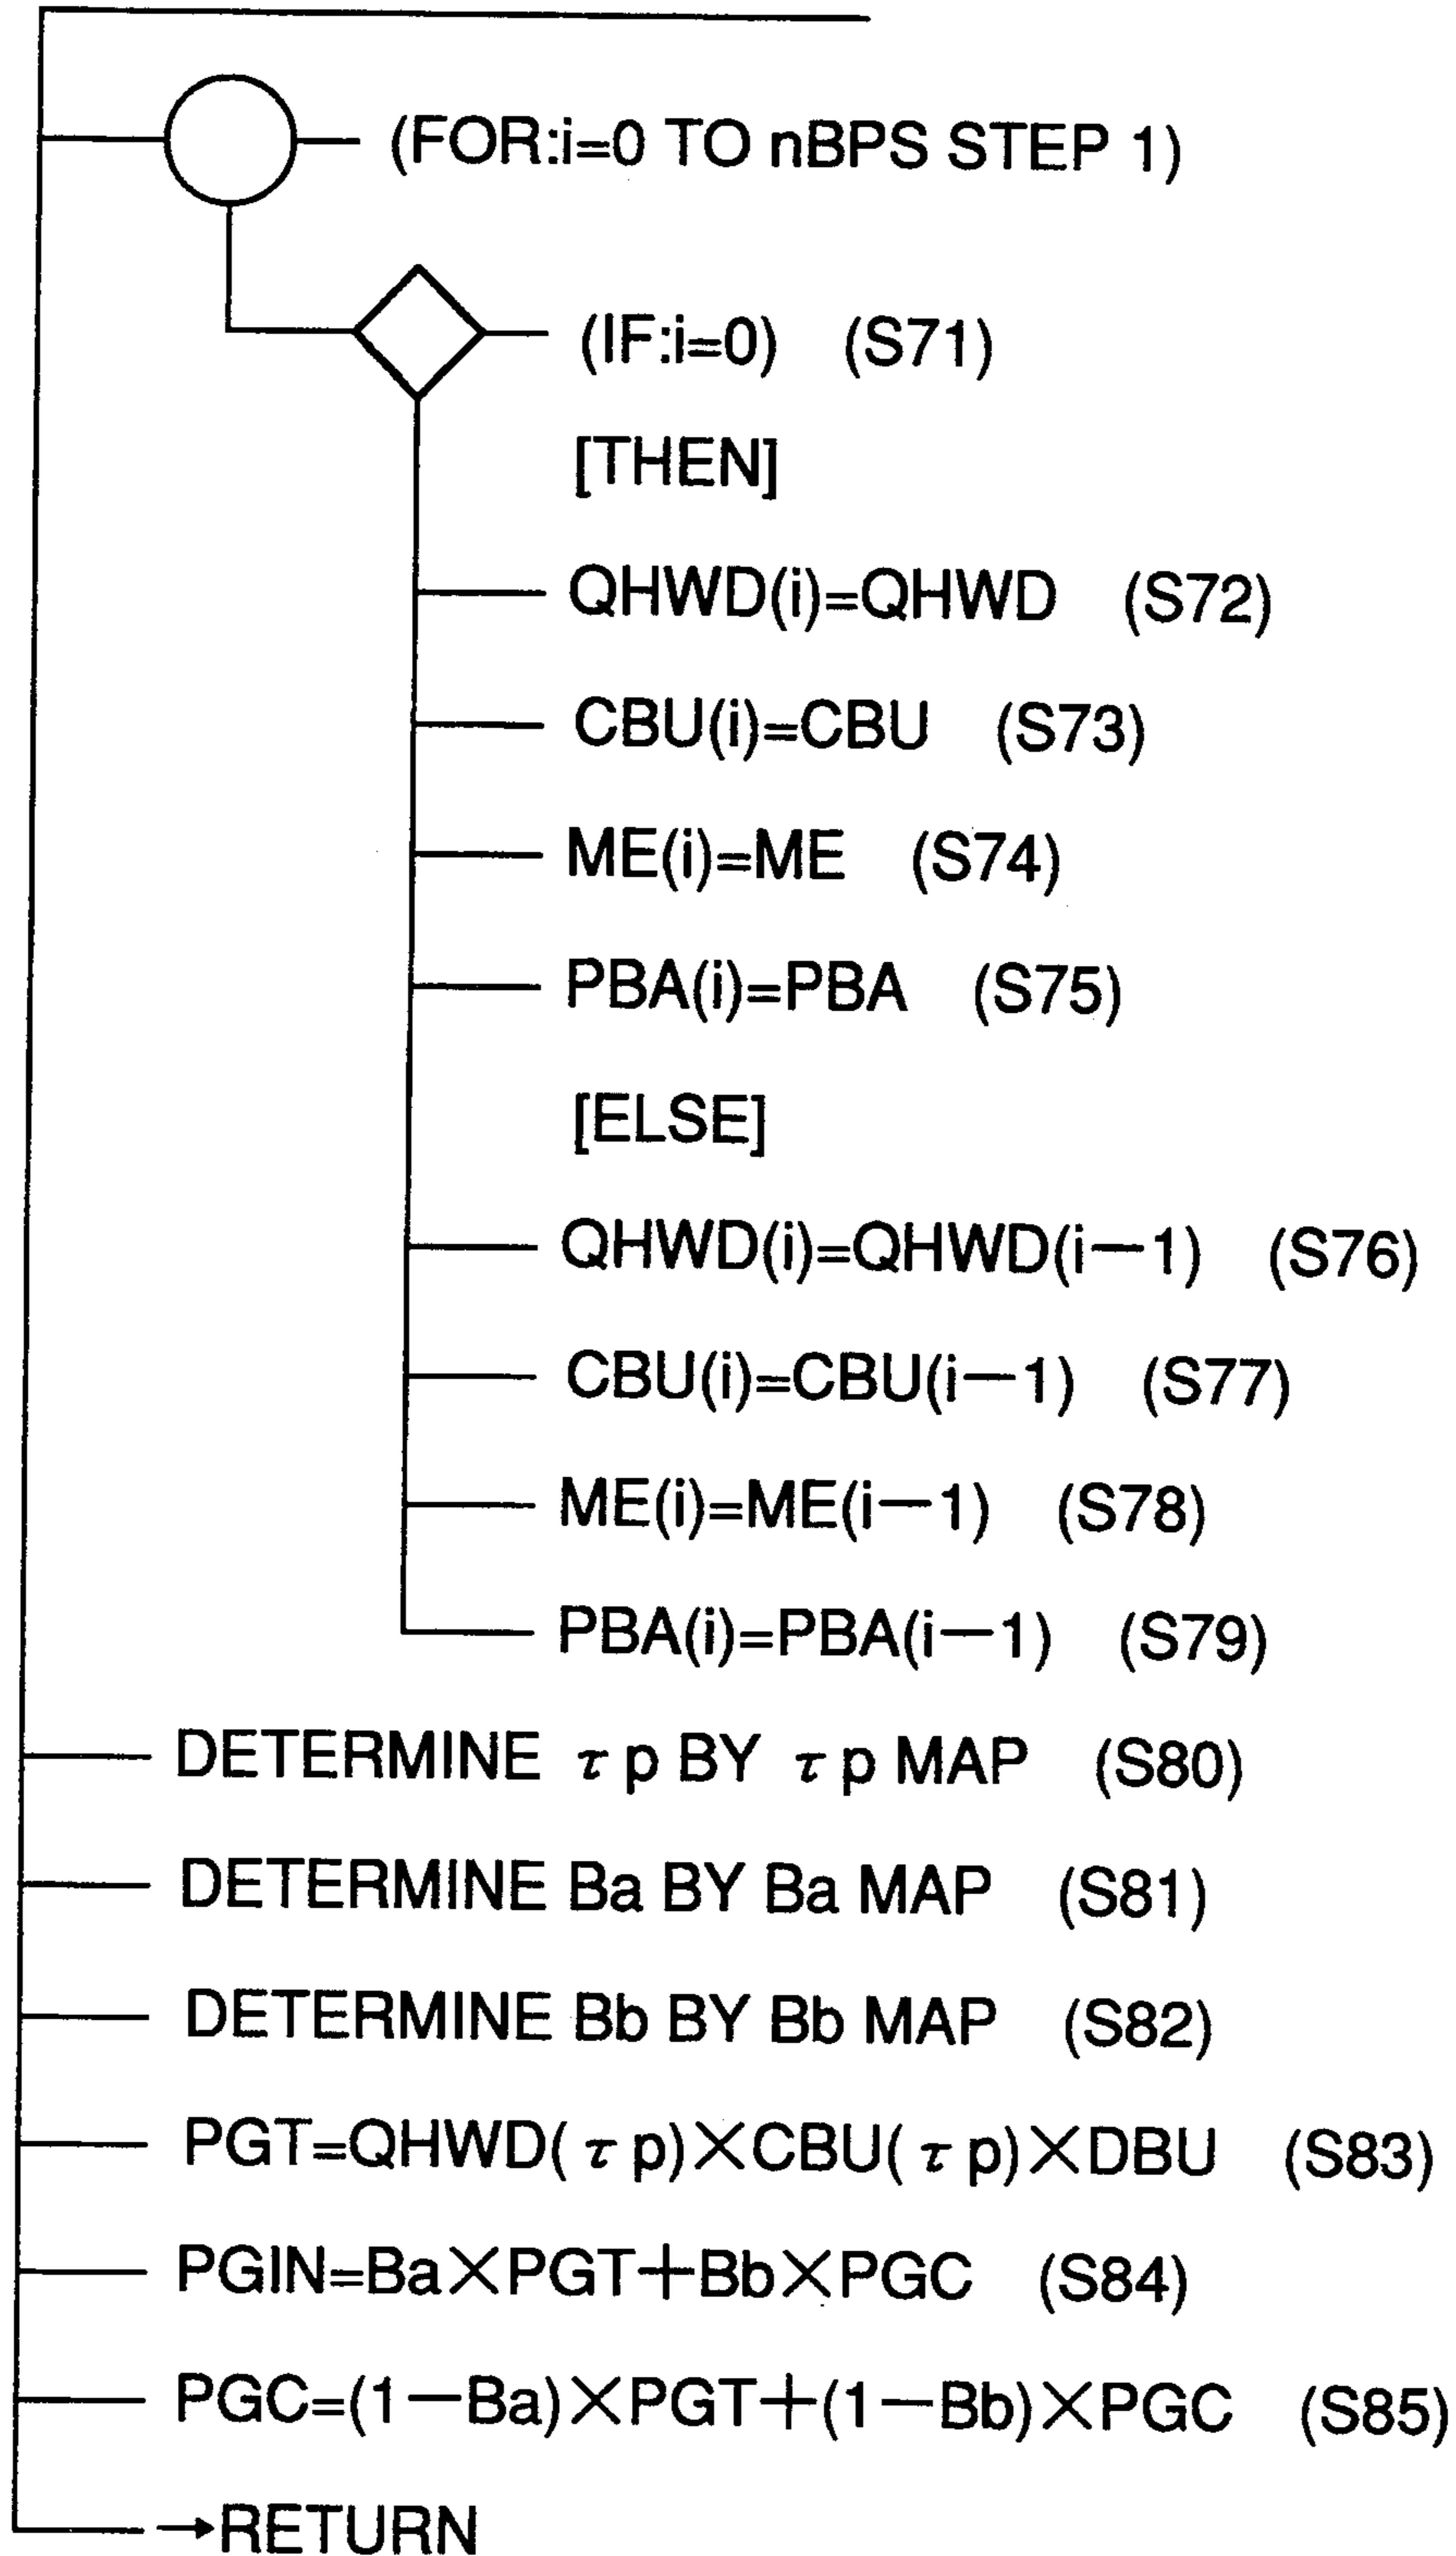 (FOR:i=0 TO nBPS STEP 1)
(IF:i=0) (S71)
[THEN]
QHWD(i)=QHWD (S72)
CBU(i)=CBU (S73)
ME(i)=ME (S74)
PBA(i)=PBA (S75)
[ELSE]
QHWD(i)=QHWD(i−1) (S76)
CBU(i)=CBU(i−1) (S77)
ME(i)=ME(i−1) (S78)
PBA(i)=PBA(i−1) (S79)
DETERMINE τp BY τp MAP (S80)
DETERMINE Ba BY Ba MAP (S81)
DETERMINE Bb BY Bb MAP (S82)
PGT=QHWD(τp)×CBU(τp)×DBU (S83)
PGIN=Ba×PGT+Bb×PGC (S84)
PGC=(1−Ba)×PGT+(1−Bb)×PGC (S85)
→RETURN